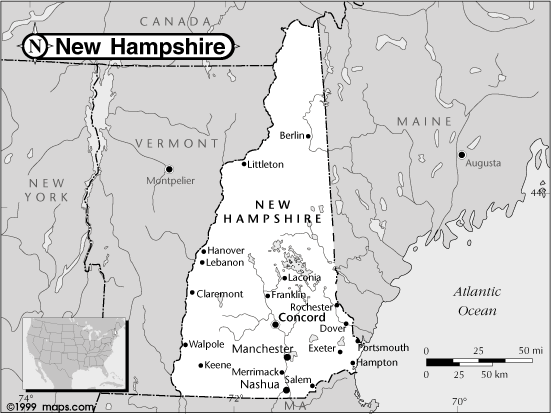 CANADA
N New Hampshire
MAINE
Berlin
VERMONT
Littleton
Augusta
Montpelier
NEW
YORK
44°
NEW
HAMPSHIRE
Hanover
Lebanon
Laconia
Claremont
Franklin
Atlantic
Ocean
Rochester
Concord
Dover
Walpole
Manchester
Exeter
Portsmouth
0 25 50 mi
Keene
Hampton
Merrimack
0 25 50 km
Nashua
Salem
74°
72°
70°
©1999 maps.com
MA